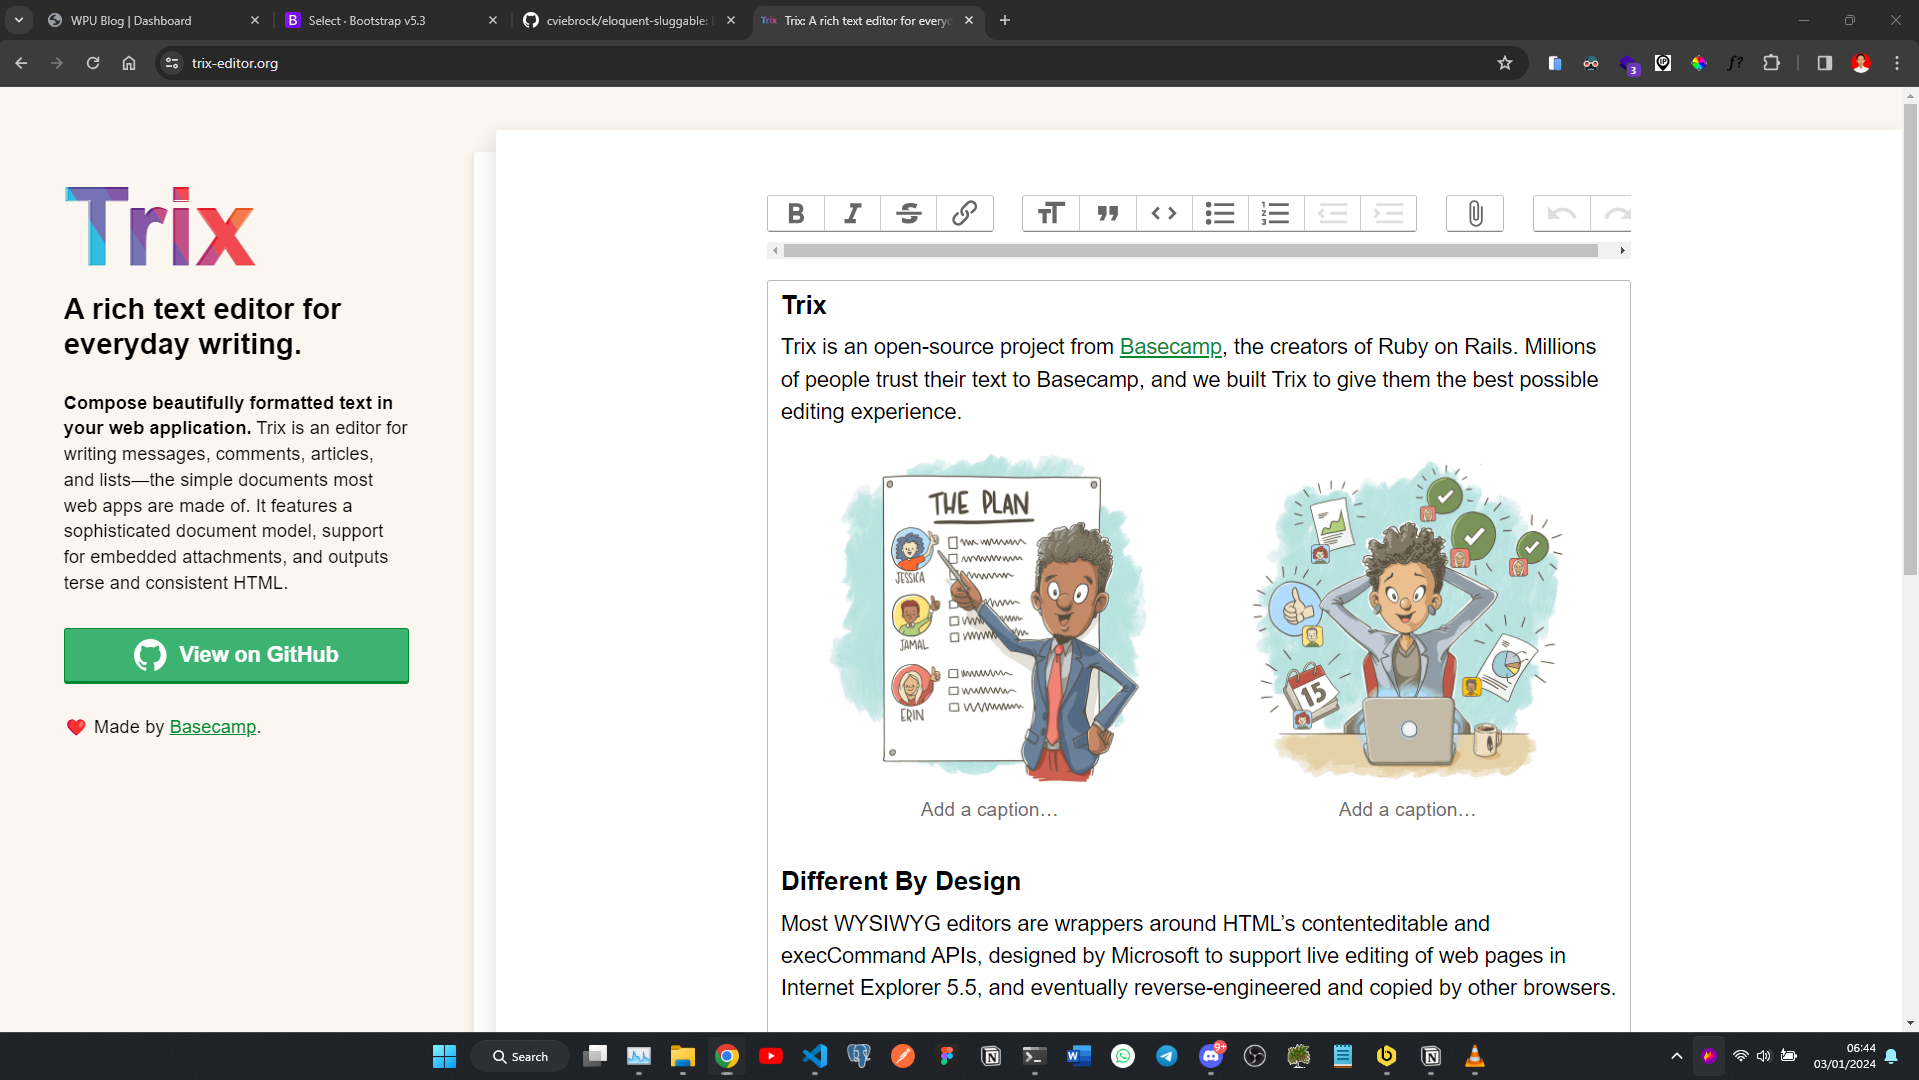 WPU Blog | Dashboard
Select · Bootstrap v5.3
cviebrock/eloquent-sluggable:
Trix: A rich text editor for every
trix-editor.org
3
Trix
A rich text editor for
everyday writing.
Compose beautifully formatted text in
your web application. Trix is an editor for
writing messages, comments, articles,
and lists—the simple documents most
web apps are made of. It features a
sophisticated document model, support
for embedded attachments, and outputs
terse and consistent HTML.
View on GitHub
Made by Basecamp.
Trix
Trix is an open-source project from Basecamp, the creators of Ruby on Rails. Millions
of people trust their text to Basecamp, and we built Trix to give them the best possible
editing experience.
THE PLAN
JESSICA
JAMAL
ERIN
15
Add a caption…
Add a caption…
Different By Design
Most WYSIWYG editors are wrappers around HTML’s contenteditable and
execCommand APIs, designed by Microsoft to support live editing of web pages in
Internet Explorer 5.5, and eventually reverse-engineered and copied by other browsers.
Search
9+
06:44
03/01/2024